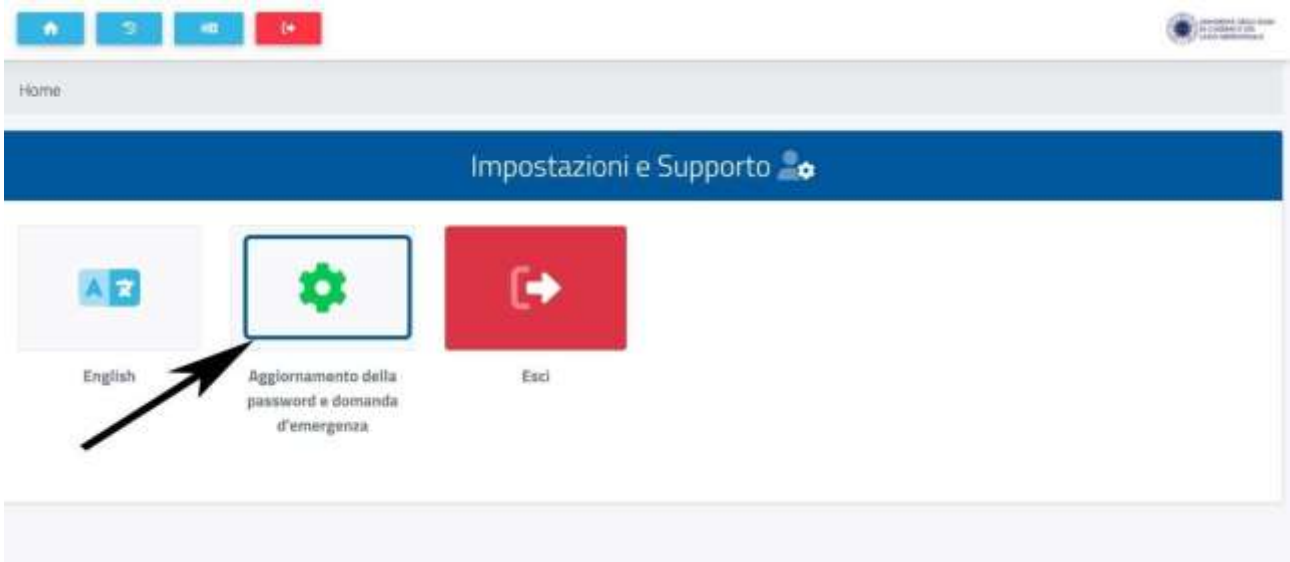 Home
Impostazioni e Supporto
A
English
Aggiornamento della
password e domanda
d'emergenza
Esci